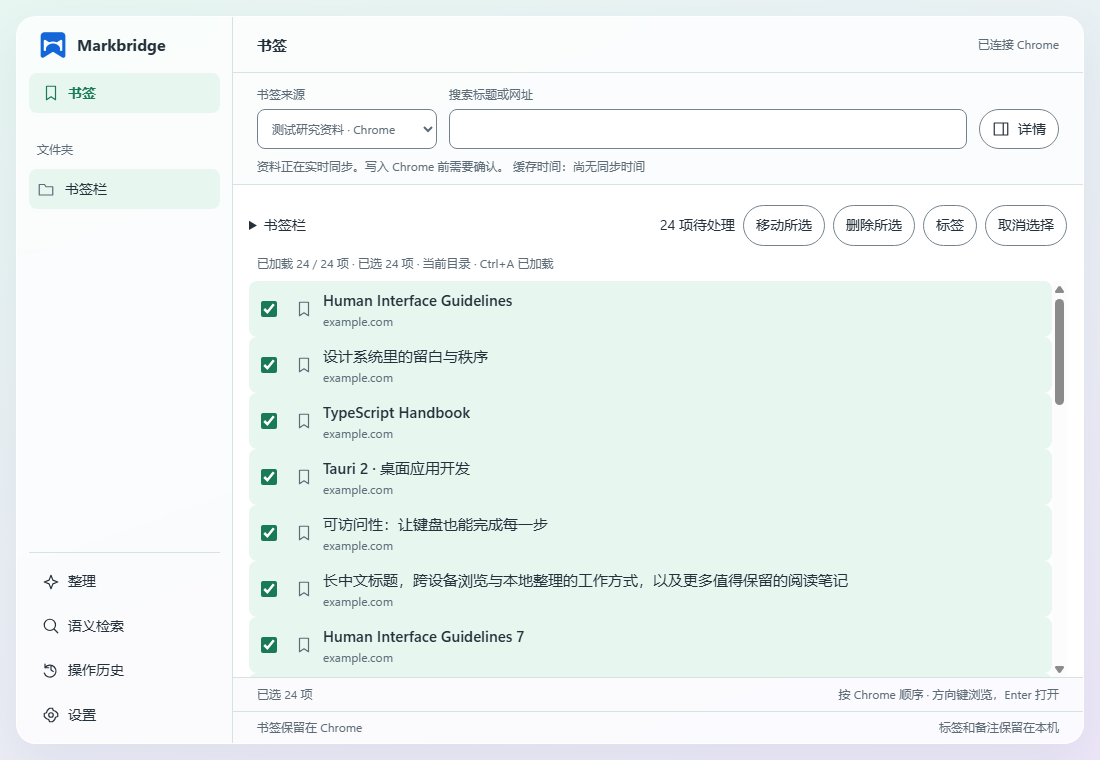 Markbridge
书签
文件夹
书签栏
整理
语义检索
操作历史
设置
书签
已连接 Chrome
书签来源
搜索标题或网址
测试研究资料 · Chrome
详情
资料正在实时同步。写入 Chrome 前需要确认。 缓存时间：尚无同步时间
书签栏
24 项待处理
移动所选
删除所选
标签
取消选择
已加载 24 / 24 项 · 已选 24 项 · 当前目录 · Ctrl+A 已加载
Human Interface Guidelines
example.com
设计系统里的留白与秩序
example.com
TypeScript Handbook
example.com
Tauri 2 · 桌面应用开发
example.com
可访问性：让键盘也能完成每一步
example.com
长中文标题，跨设备浏览与本地整理的工作方式，以及更多值得保留的阅读笔记
example.com
Human Interface Guidelines 7
example.com
已选 24 项
按 Chrome 顺序 · 方向键浏览，Enter 打开
书签保留在 Chrome
标签和备注保留在本机